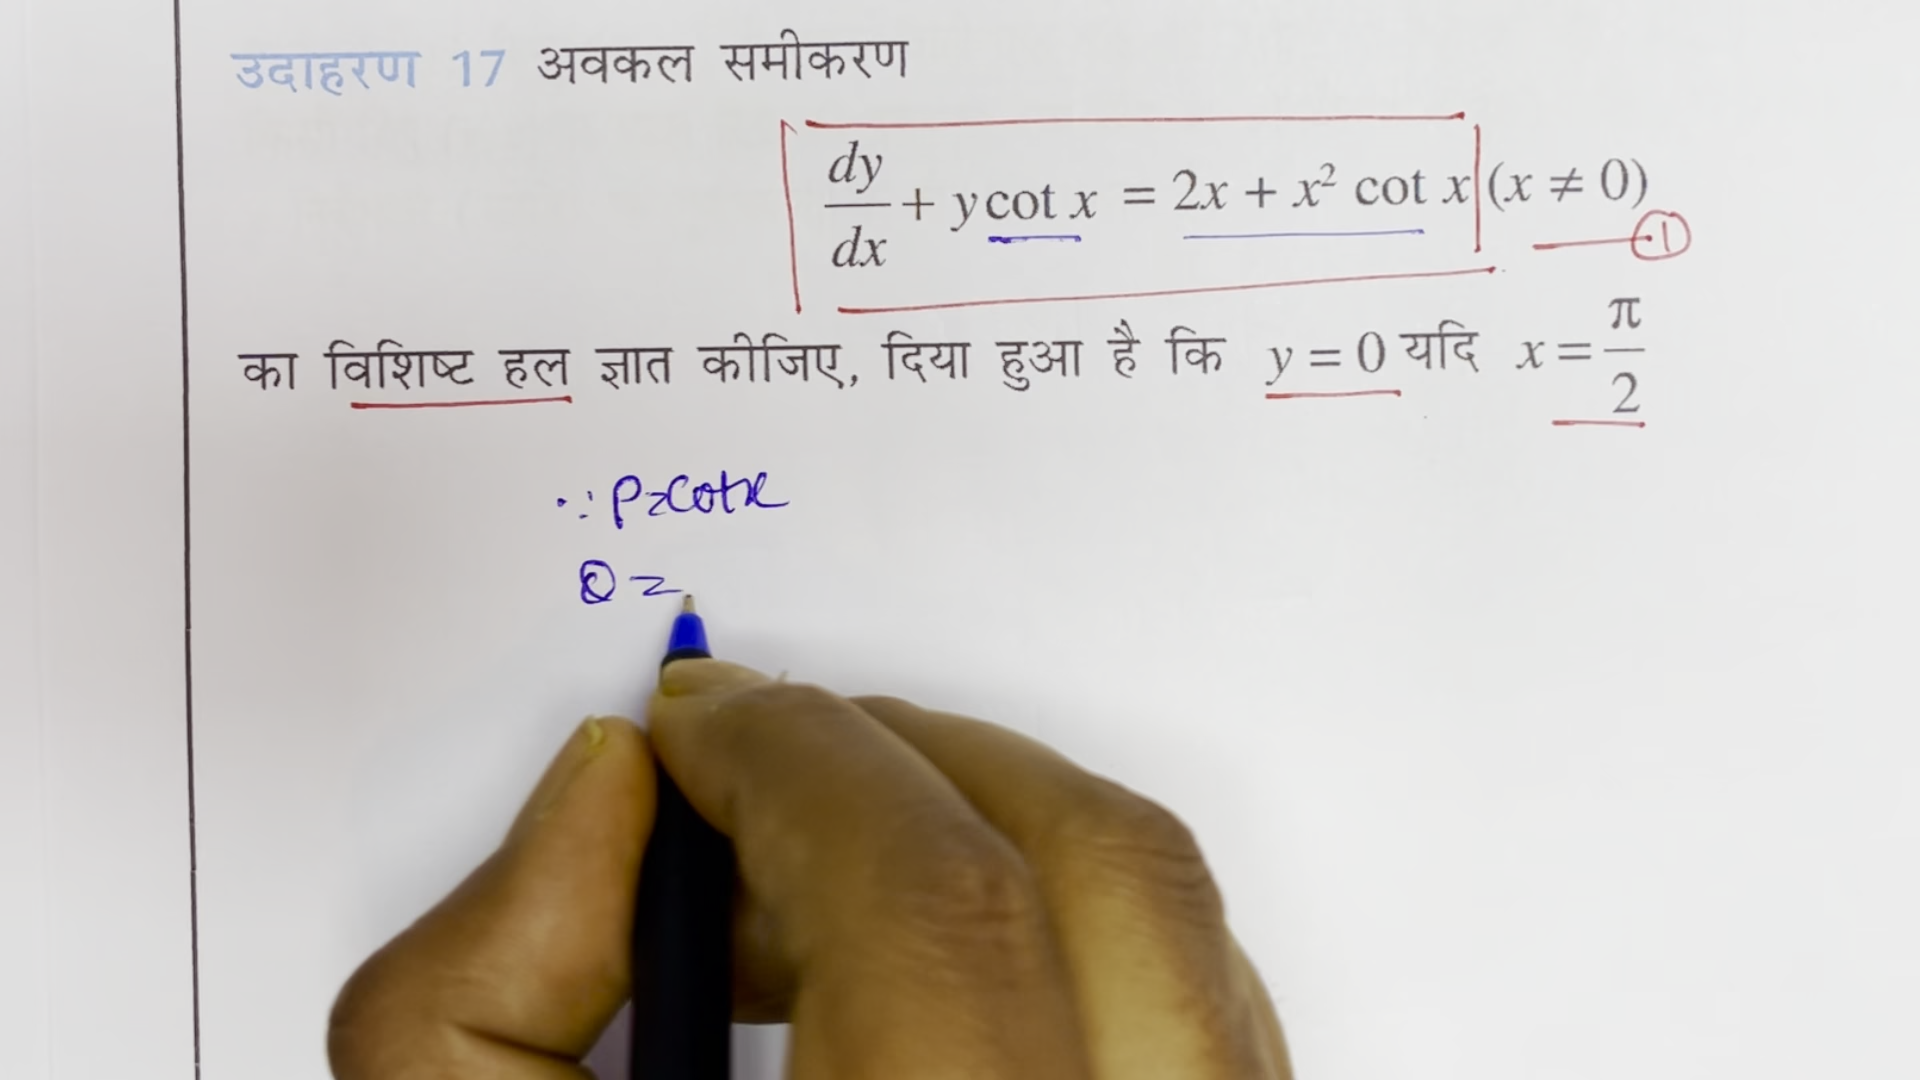 उदाहरण 17 अवकल समीकरण
dy/dx + y cot x = 2x + x² cot x (x ≠ 0)
①
का विशिष्ट हल ज्ञात कीजिए, दिया हुआ है कि y = 0 यदि x = π/2
∵ P = cotx
Q =